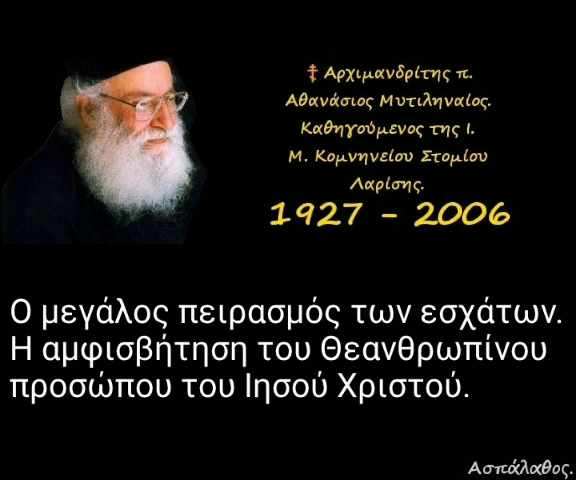 ☦ Αρχιμανδρίτης π.
Αθανάσιος Μυτιληναίος.
Καθηγούμενος της Ι.
Μ. Κομνηνείου Στομίου
Λαρίσης.
1927 - 2006
Ο μεγάλος πειρασμός των εσχάτων.
Η αμφισβήτηση του Θεανθρωπίνου
προσώπου του Ιησού Χριστού.
Ασπάλαθος.